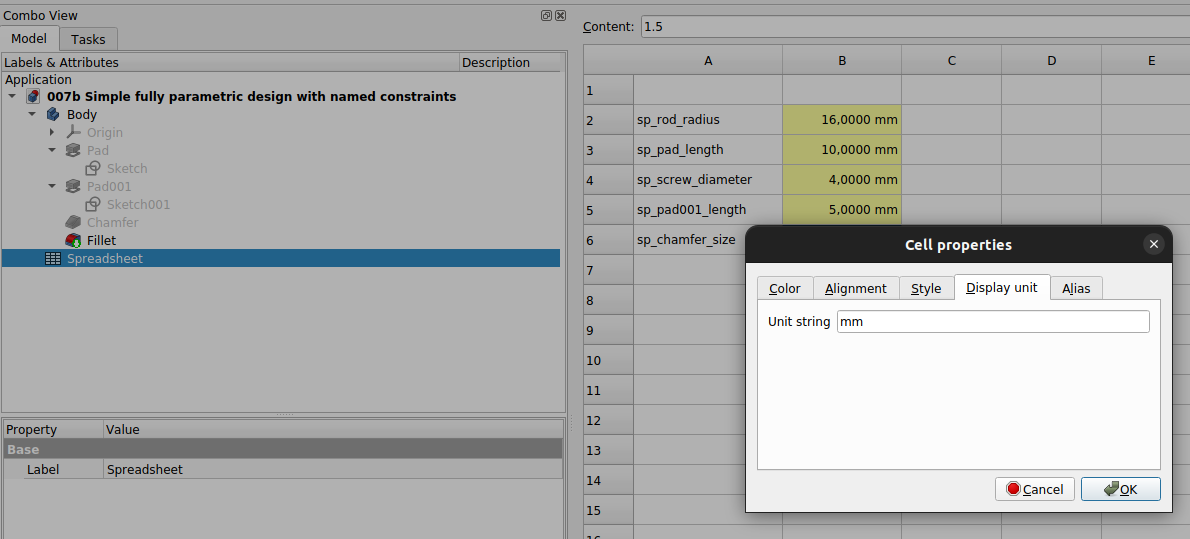 Combo View
Model Tasks
Labels & Attributes Description
Application
007b Simple fully parametric design with named constraints
Body
Origin
Pad
Sketch
Pad001
Sketch001
Chamfer
Fillet
Spreadsheet
Property Value
Base
Label Spreadsheet
Content: 1.5
A B C D E
1
2 sp_rod_radius 16,0000 mm
3 sp_pad_length 10,0000 mm
4 sp_screw_diameter 4,0000 mm
5 sp_pad001_length 5,0000 mm
6 sp_chamfer_size
7
8
9
10
11
12
13
14
15
16
Cell properties
Color Alignment Style Display unit Alias
Unit string mm
Cancel OK